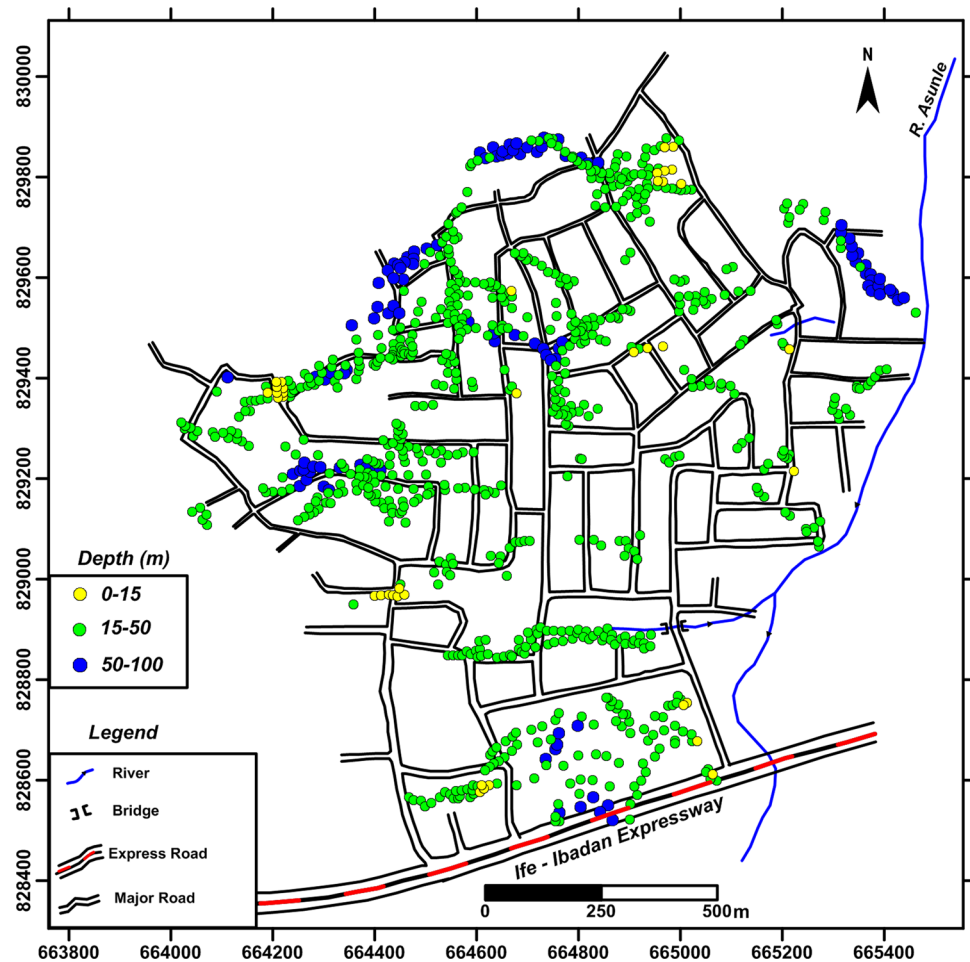 N
R. Asunle
830000
829800
829600
829400
829200
829000
828800
828600
828400
Depth (m)
0-15
15-50
50-100
Legend
River
Bridge
Express Road
Major Road
Ife - Ibadan Expressway
0 250 500m
663800 664000 664200 664400 664600 664800 665000 665200 665400